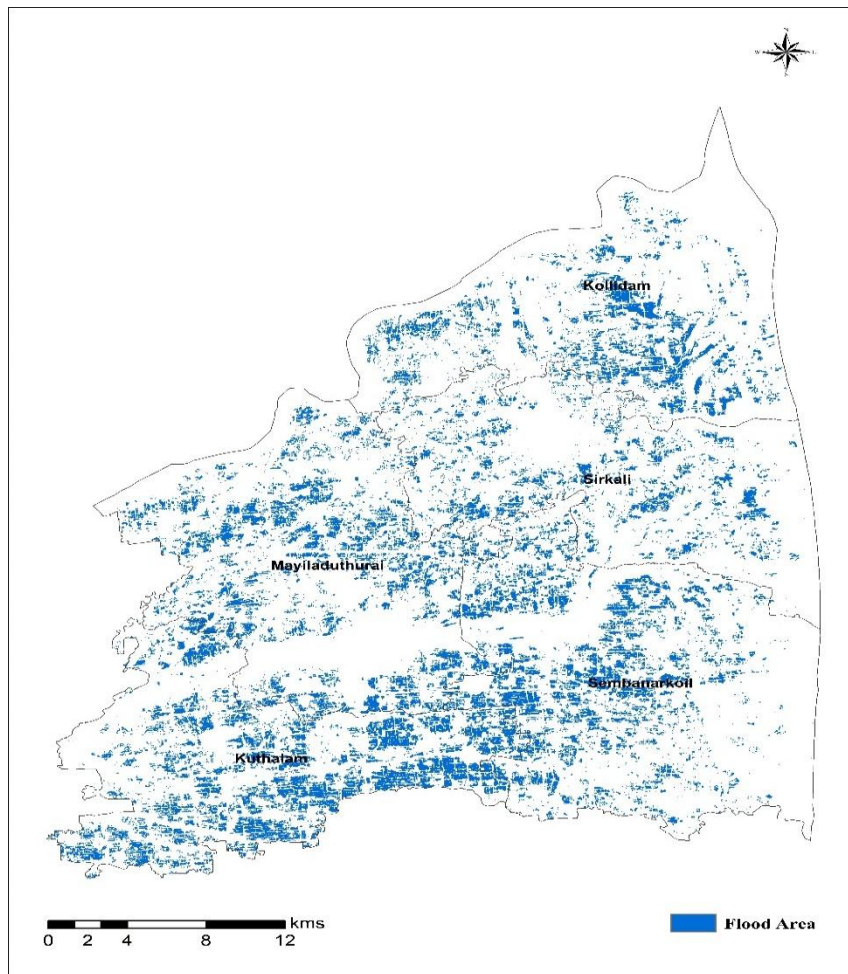 Kollidam
Sirkali
Mayiladuthurai
Sembanarkoil
Kuthalam
kms
0 2 4 8 12
Flood Area